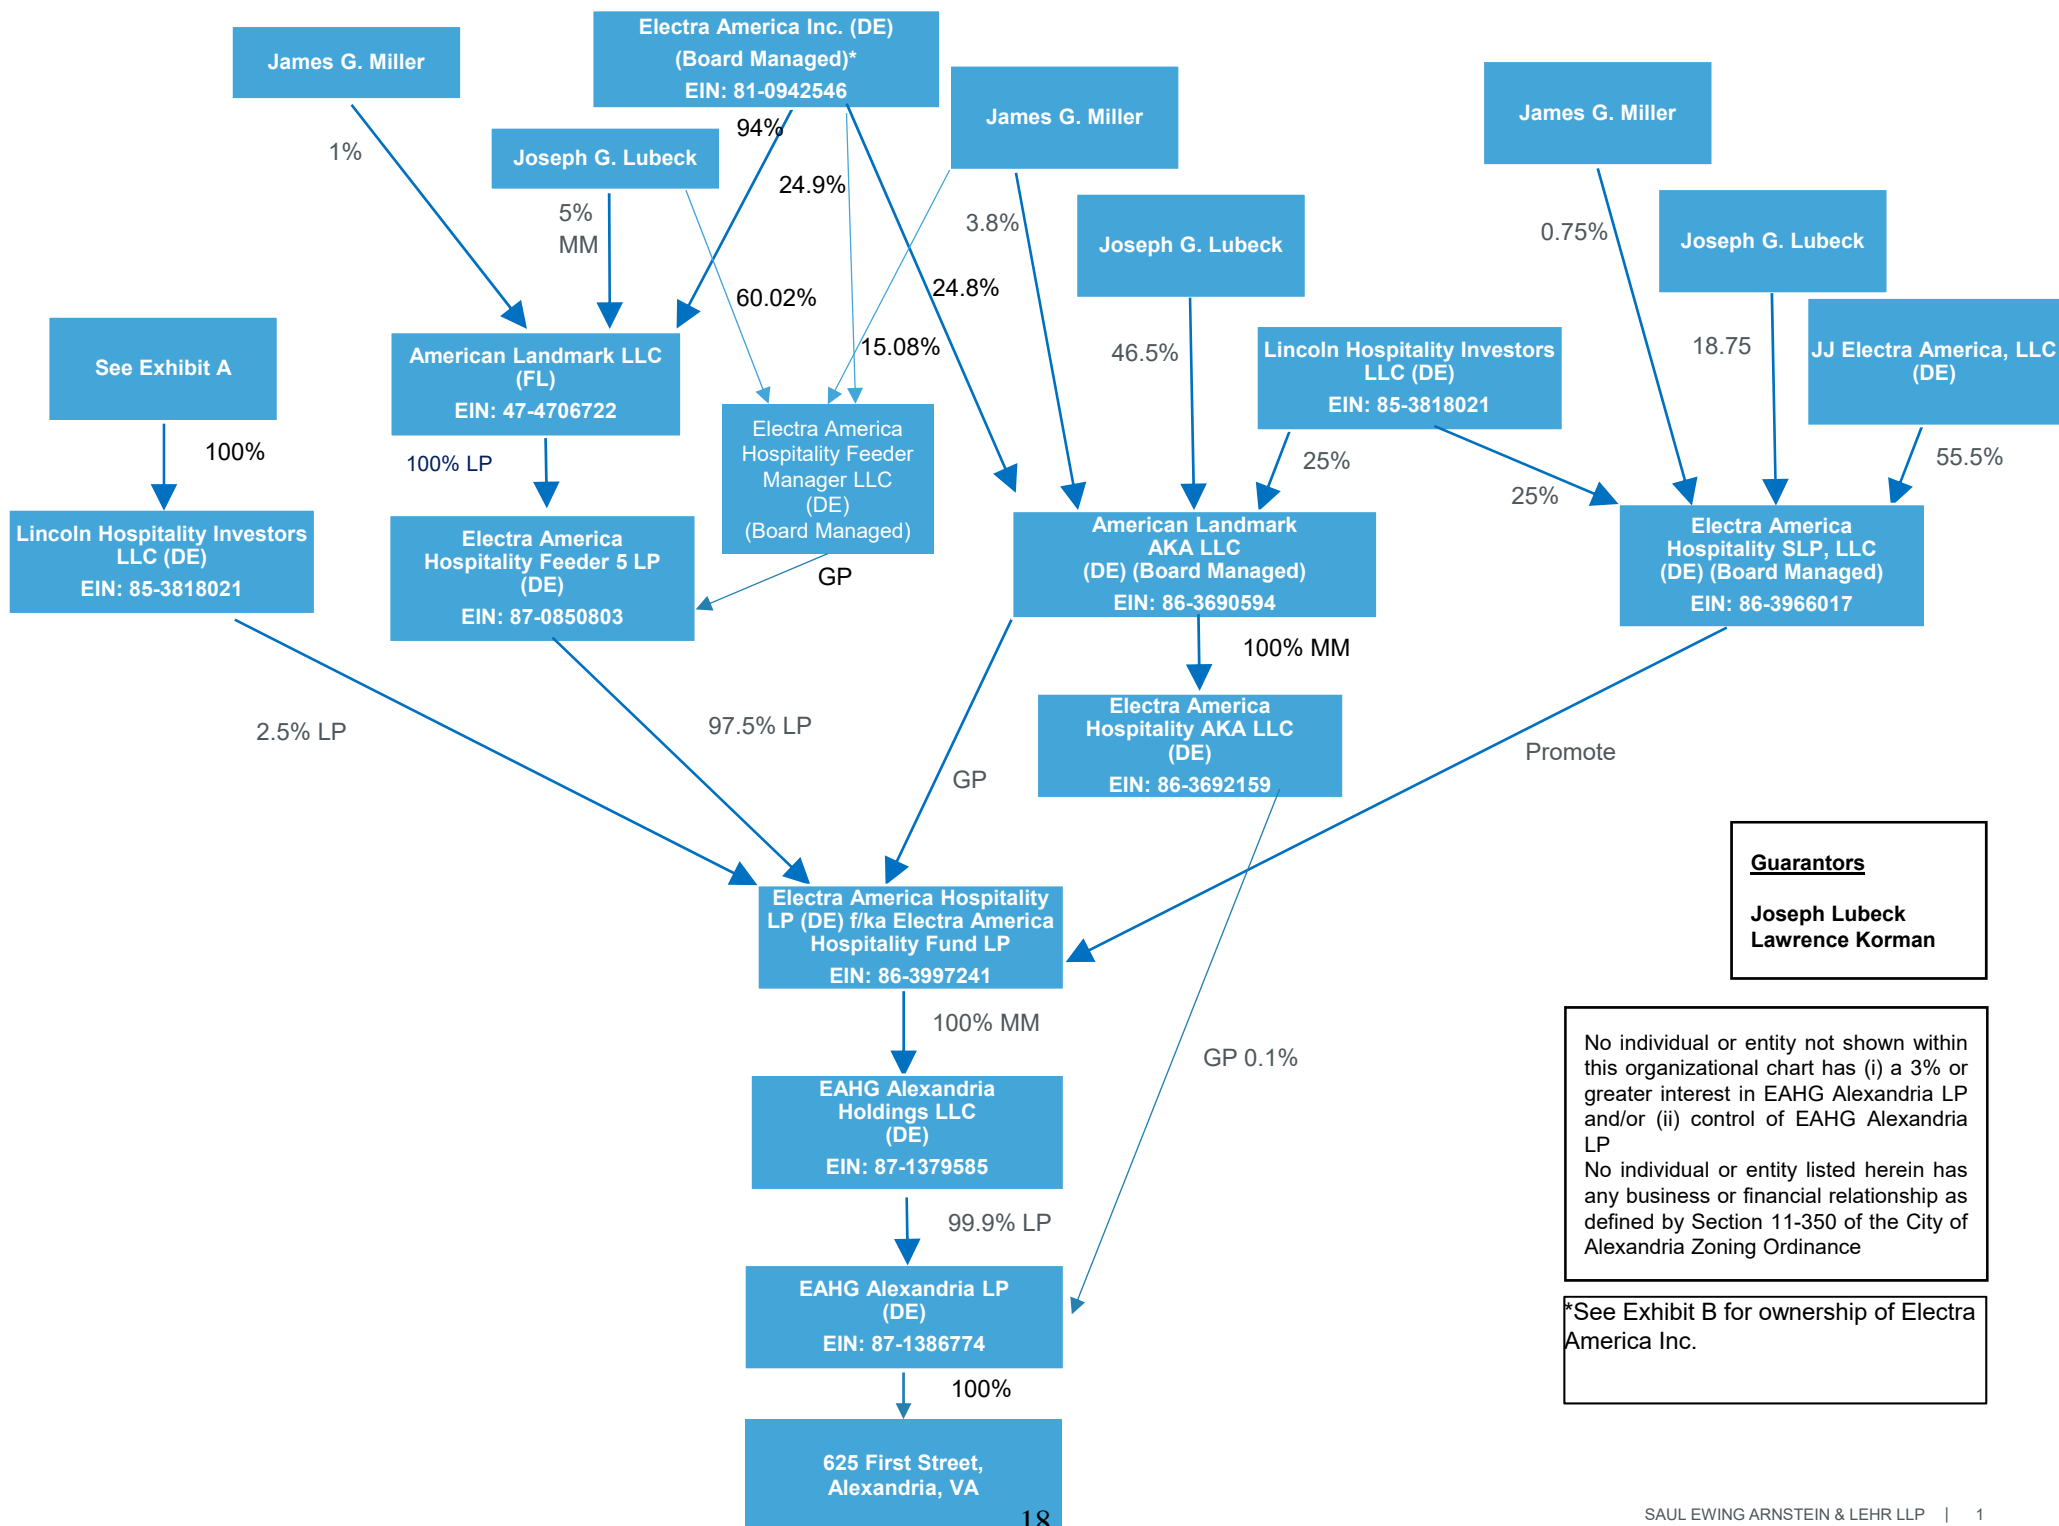 Electra America Inc. (DE)
(Board Managed)*
EIN: 81-0942546
James G. Miller
James G. Miller
James G. Miller
94%
1%
Joseph G. Lubeck
24.9%
5%
MM
3.8%
Joseph G. Lubeck
0.75%
Joseph G. Lubeck
60.02%
24.8%
15.08%
46.5%
18.75
See Exhibit A
American Landmark LLC
(FL)
EIN: 47-4706722
Lincoln Hospitality Investors
LLC (DE)
EIN: 85-3818021
JJ Electra America, LLC
(DE)
100%
100% LP
Electra America
Hospitality Feeder
Manager LLC
(DE)
(Board Managed)
25%
25%
55.5%
Lincoln Hospitality Investors
LLC (DE)
EIN: 85-3818021
Electra America
Hospitality Feeder 5 LP
(DE)
EIN: 87-0850803
GP
American Landmark
AKA LLC
(DE) (Board Managed)
EIN: 86-3690594
Electra America
Hospitality SLP, LLC
(DE) (Board Managed)
EIN: 86-3966017
100% MM
2.5% LP
97.5% LP
Electra America
Hospitality AKA LLC
(DE)
EIN: 86-3692159
GP
Promote
Electra America Hospitality
LP (DE) f/ka Electra America
Hospitality Fund LP
EIN: 86-3997241
Guarantors
Joseph Lubeck
Lawrence Korman
100% MM
GP 0.1%
No individual or entity not shown within
this organizational chart has (i) a 3% or
greater interest in EAHG Alexandria LP
and/or (ii) control of EAHG Alexandria
LP
No individual or entity listed herein has
any business or financial relationship as
defined by Section 11-350 of the City of
Alexandria Zoning Ordinance
EAHG Alexandria
Holdings LLC
(DE)
EIN: 87-1379585
99.9% LP
EAHG Alexandria LP
(DE)
EIN: 87-1386774
*See Exhibit B for ownership of Electra
America Inc.
100%
625 First Street,
Alexandria, VA
18
SAUL EWING ARNSTEIN & LEHR LLP | 1